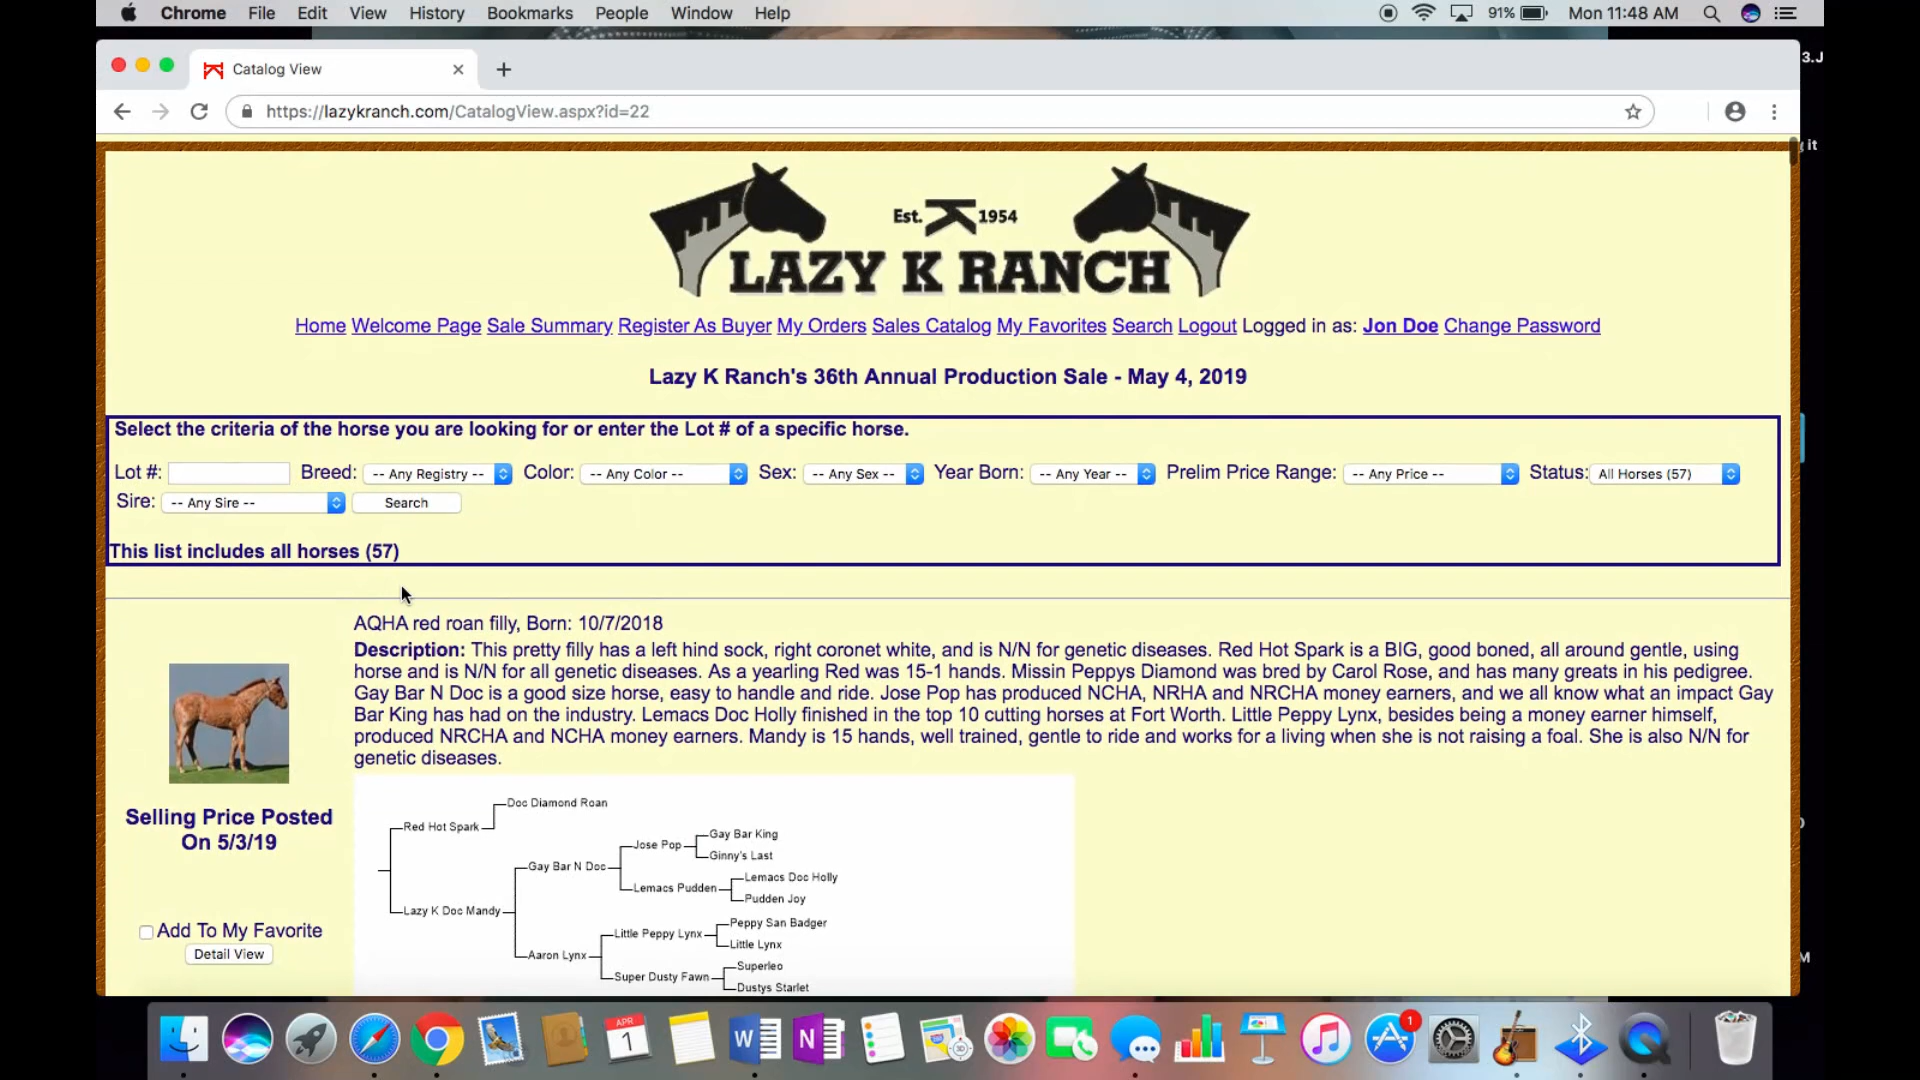 Chrome File Edit View History Bookmarks People Window Help 91% Mon 11:48 AM
3.J
Catalog View
https://lazykranch.com/CatalogView.aspx?id=22
it
Est. 1954
LAZY K RANCH
Home Welcome Page Sale Summary Register As Buyer My Orders Sales Catalog My Favorites Search Logout Logged in as: Jon Doe Change Password
Lazy K Ranch's 36th Annual Production Sale - May 4, 2019
Select the criteria of the horse you are looking for or enter the Lot # of a specific horse.
Lot #: Breed: -- Any Registry -- Color: -- Any Color -- Sex: -- Any Sex -- Year Born: -- Any Year -- Prelim Price Range: -- Any Price -- Status: All Horses (57)
Sire: -- Any Sire -- Search
This list includes all horses (57)
AQHA red roan filly, Born: 10/7/2018
Description: This pretty filly has a left hind sock, right coronet white, and is N/N for genetic diseases. Red Hot Spark is a BIG, good boned, all around gentle, using
horse and is N/N for all genetic diseases. As a yearling Red was 15-1 hands. Missin Peppys Diamond was bred by Carol Rose, and has many greats in his pedigree.
Gay Bar N Doc is a good size horse, easy to handle and ride. Jose Pop has produced NCHA, NRHA and NRCHA money earners, and we all know what an impact Gay
Bar King has had on the industry. Lemacs Doc Holly finished in the top 10 cutting horses at Fort Worth. Little Peppy Lynx, besides being a money earner himself,
produced NRCHA and NCHA money earners. Mandy is 15 hands, well trained, gentle to ride and works for a living when she is not raising a foal. She is also N/N for
genetic diseases.
Selling Price Posted
On 5/3/19
Add To My Favorite
Detail View
Doc Diamond Roan
Red Hot Spark
Gay Bar King
Jose Pop
Ginny's Last
Gay Bar N Doc
Lemacs Doc Holly
Lemacs Pudden
Pudden Joy
Lazy K Doc Mandy
Peppy San Badger
Little Peppy Lynx
Little Lynx
Aaron Lynx
Superleo
Super Dusty Fawn
Dustys Starlet
M
APR
1
W
N
1